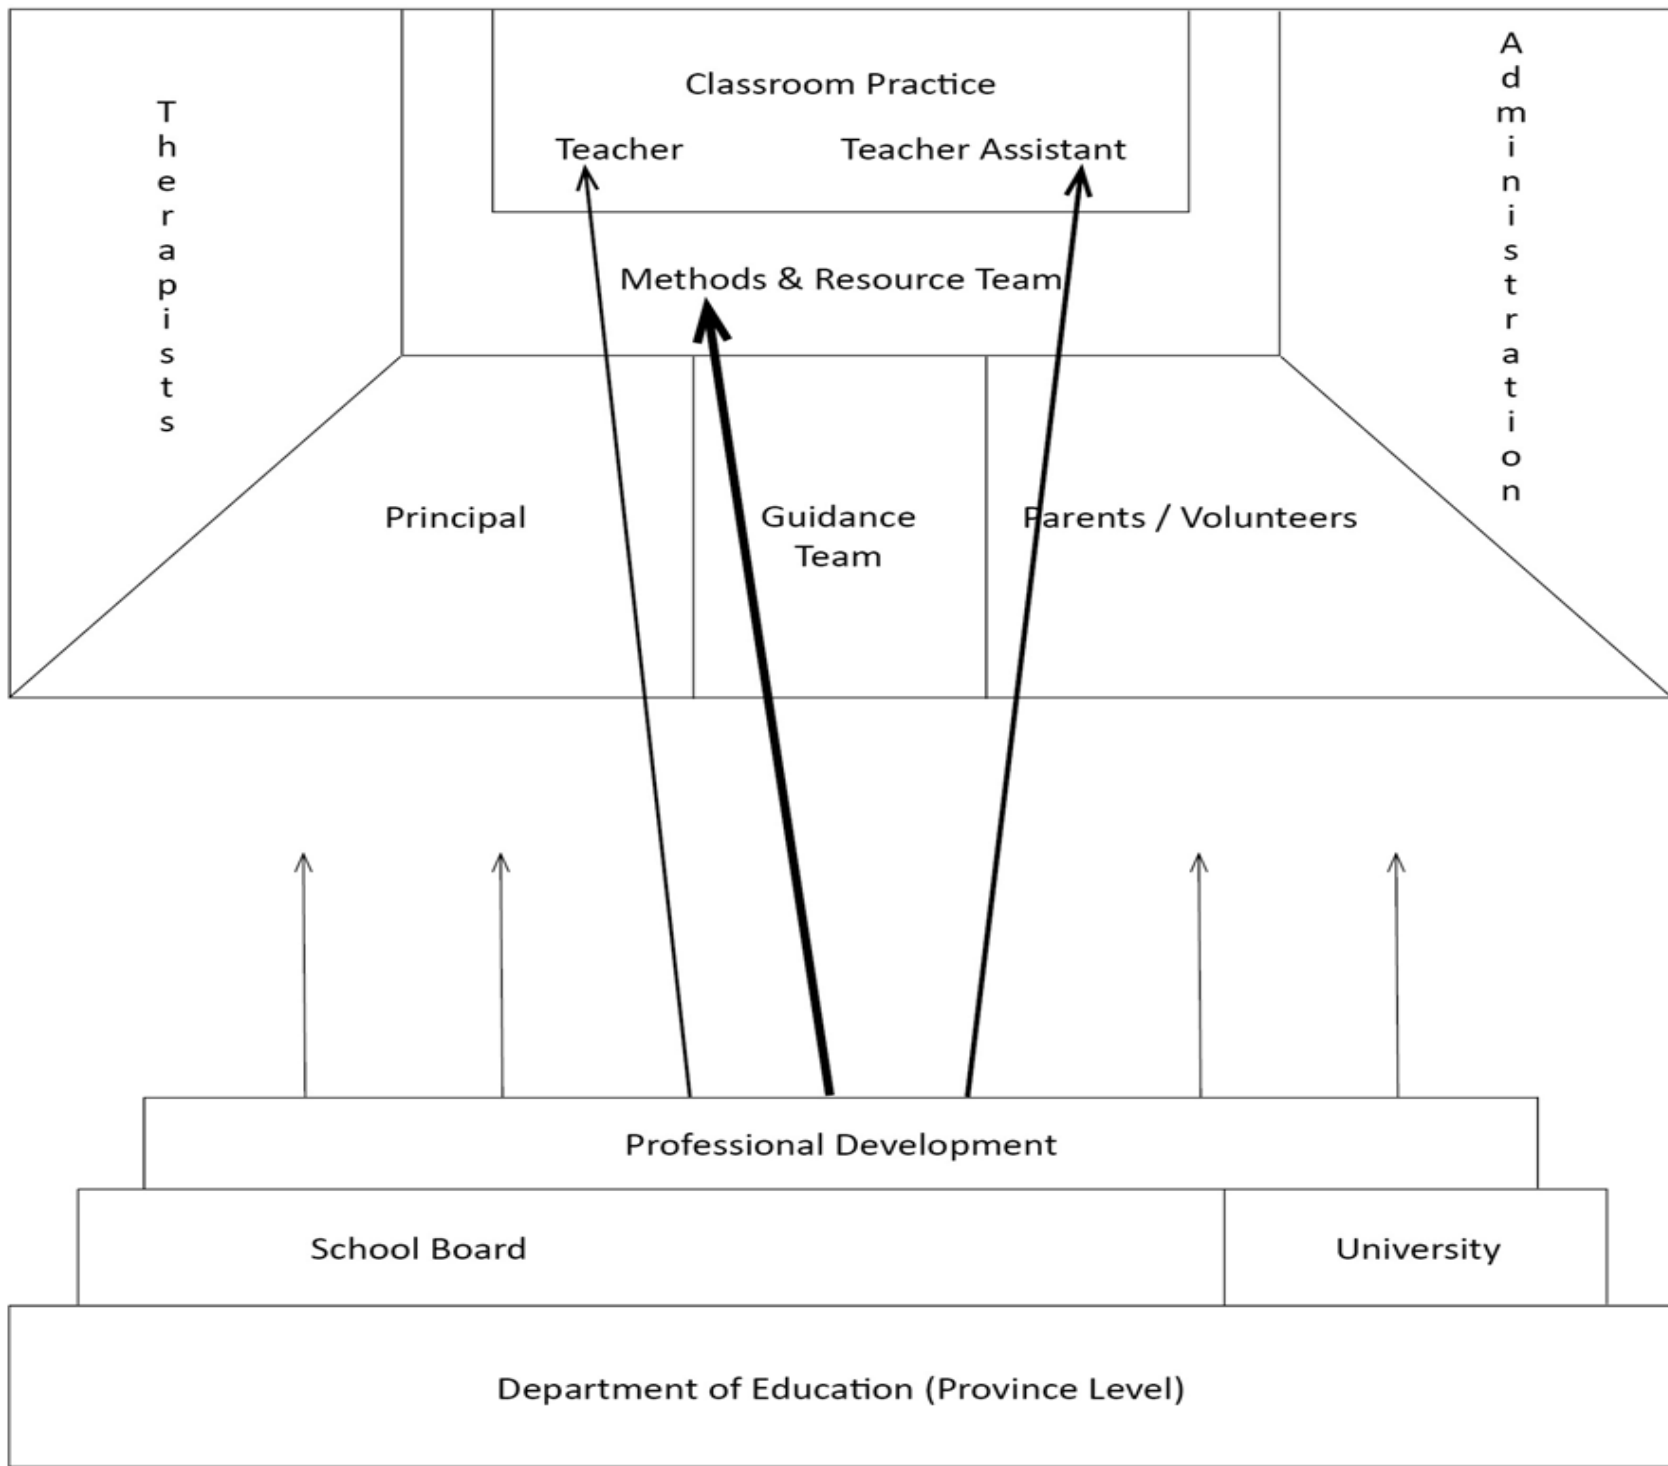 Classroom Practice
Teacher
Teacher Assistant
Therapists
Administration
Methods & Resource Team
Principal
Guidance
Team
Parents / Volunteers
Professional Development
School Board
University
Department of Education (Province Level)